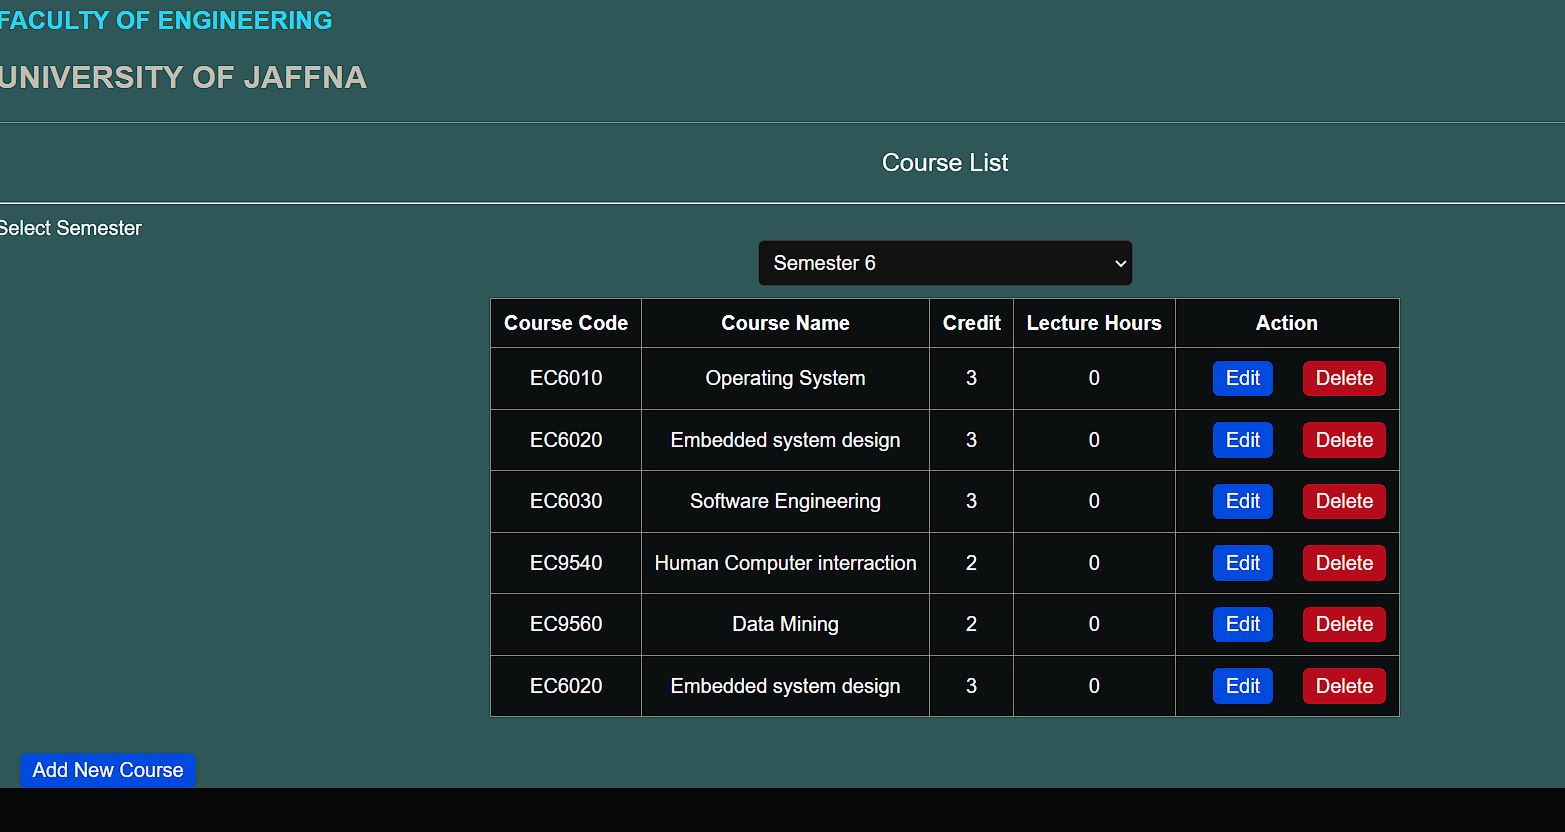 FACULTY OF ENGINEERING
UNIVERSITY OF JAFFNA
Course List
Select Semester
Semester 6
Course Code Course Name Credit Lecture Hours Action
EC6010 Operating System 3 0 Edit Delete
EC6020 Embedded system design 3 0 Edit Delete
EC6030 Software Engineering 3 0 Edit Delete
EC9540 Human Computer interraction 2 0 Edit Delete
EC9560 Data Mining 2 0 Edit Delete
EC6020 Embedded system design 3 0 Edit Delete
Add New Course